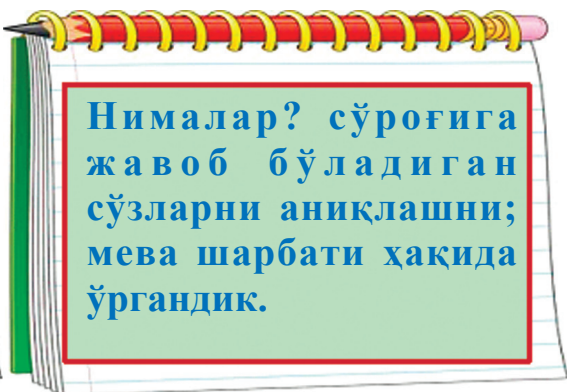 Нималар? сўроғига
жавоб бўладиган
сўзларни аниқлашни;
мева шарбати ҳақида
ўргандик.